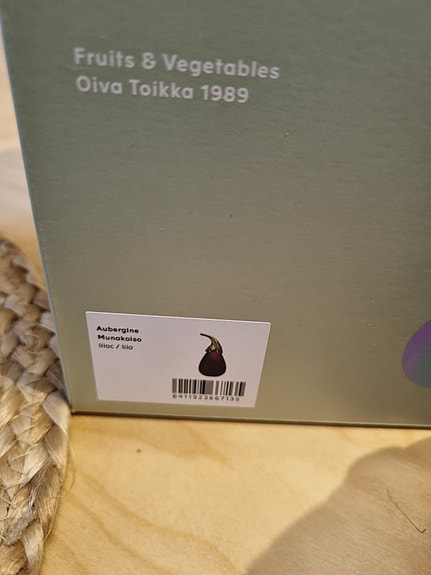 Fruits & Vegetables
Oiva Toikka 1989
Aubergine
Munakoiso
lilac / lila
6411923667135